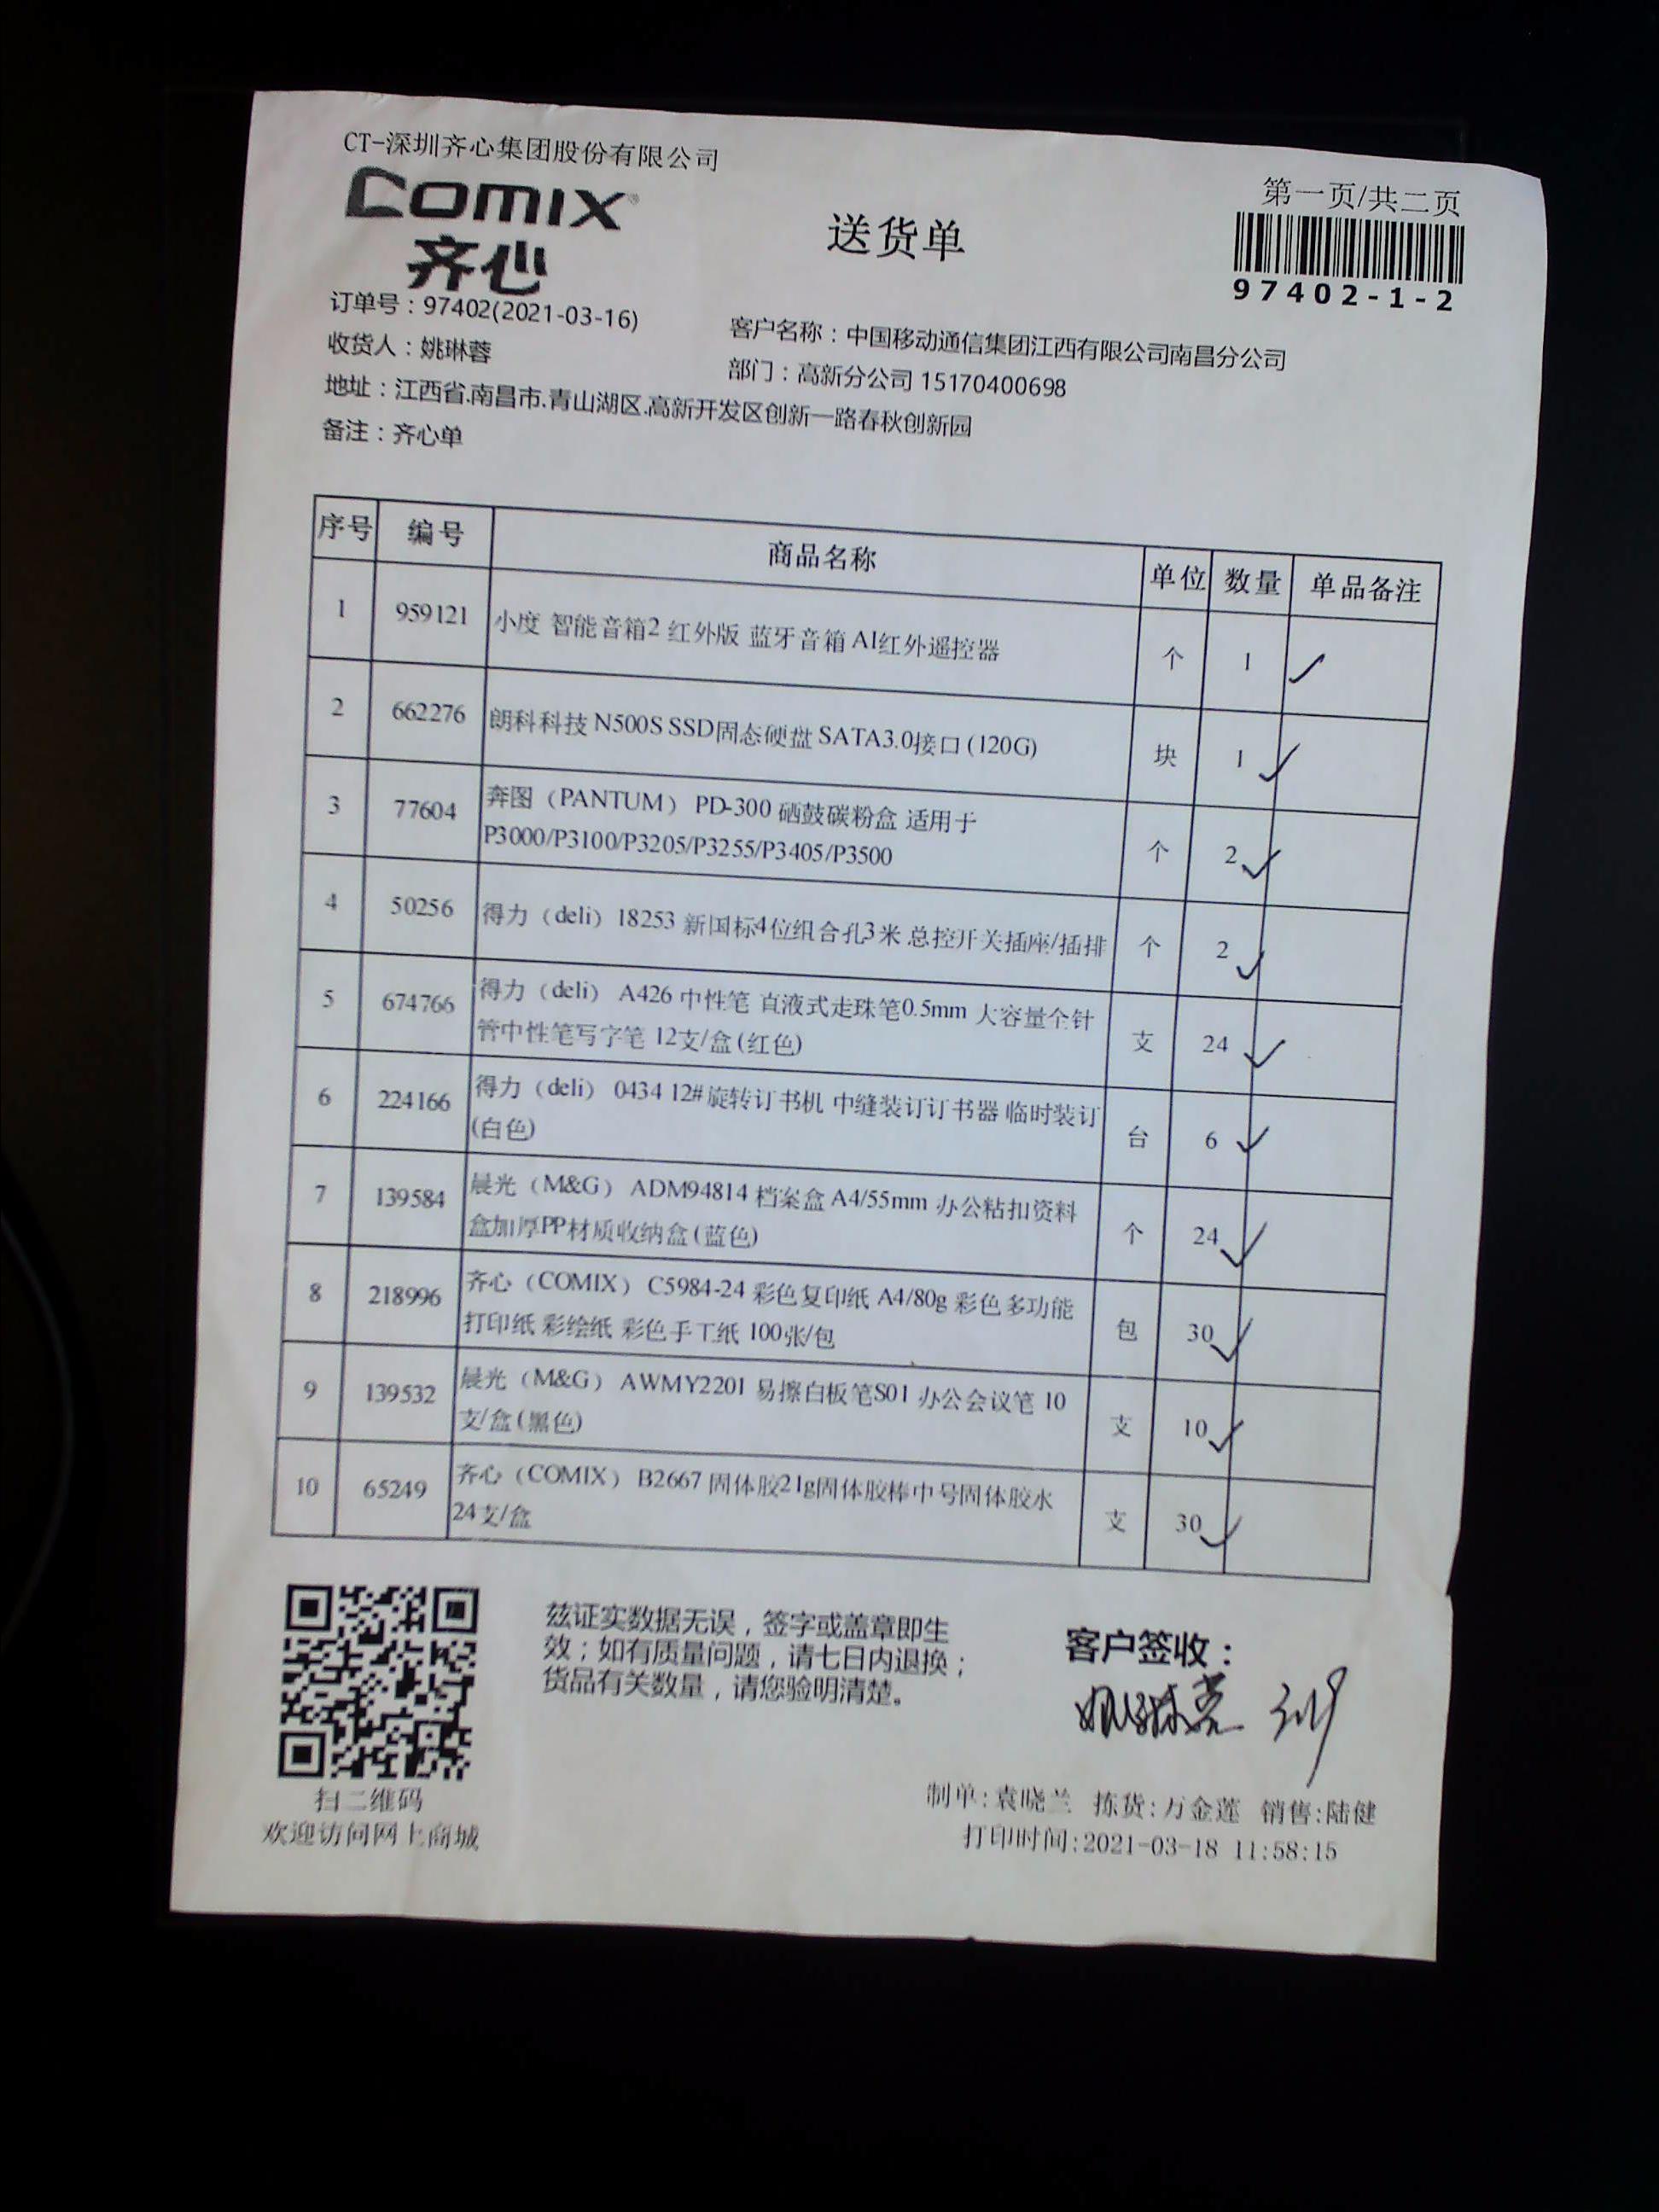 CT-深圳齐心集团股份有限公司
COMIX
齐心
送货单
第一页/共二页
97402-1-2
订单号：97402(2021-03-16)
客户名称：中国移动通信集团江西有限公司南昌分公司
收货人：姚琳蓉
部门：高新分公司 15170400698
地址：江西省.南昌市.青山湖区.高新开发区创新一路春秋创新园
备注：齐心单
序号 编号 商品名称 单位 数量 单品备注
1 959121 小度 智能音箱2 红外版 蓝牙音箱 AI红外遥控器 个 1 ✓
2 662276 朗科科技 N500S SSD固态硬盘 SATA3.0接口 (120G) 块 1 ✓
3 77604 奔图（PANTUM） PD-300 硒鼓碳粉盒 适用于
P3000/P3100/P3205/P3255/P3405/P3500 个 2 ✓
4 50256 得力（deli）18253 新国标4位组合孔3米 总控开关插座/插排 个 2 ✓
5 674766 得力（deli） A426 中性笔 直液式走珠笔0.5mm 大容量全针
管中性笔写字笔 12支/盒 (红色) 支 24 ✓
6 224166 得力（deli） 0434 12#旋转订书机 中缝装订订书器 临时装订
(白色) 台 6 ✓
7 139584 晨光（M&G） ADM94814 档案盒 A4/55mm 办公粘扣资料
盒加厚PP材质收纳盒 (蓝色) 个 24 ✓
8 218996 齐心（COMIX） C5984-24 彩色复印纸 A4/80g 彩色多功能
打印纸 彩绘纸 彩色手工纸 100张/包 包 30 ✓
9 139532 晨光（M&G） AWMY2201 易擦白板笔S01 办公会议笔 10
支/盒 (黑色) 支 10 ✓
10 65249 齐心（COMIX） B2667 固体胶21g固体胶棒中号固体胶水
24支/盒 支 30 ✓
兹证实数据无误，签字或盖章即生
效；如有质量问题，请七日内退换；
货品有关数量，请您验明清楚。
客户签收：
姚琳蓉 3.19
扫二维码
欢迎访问网上商城
制单:袁晓兰 拣货:万金莲 销售:陆健
打印时间:2021-03-18 11:58:15